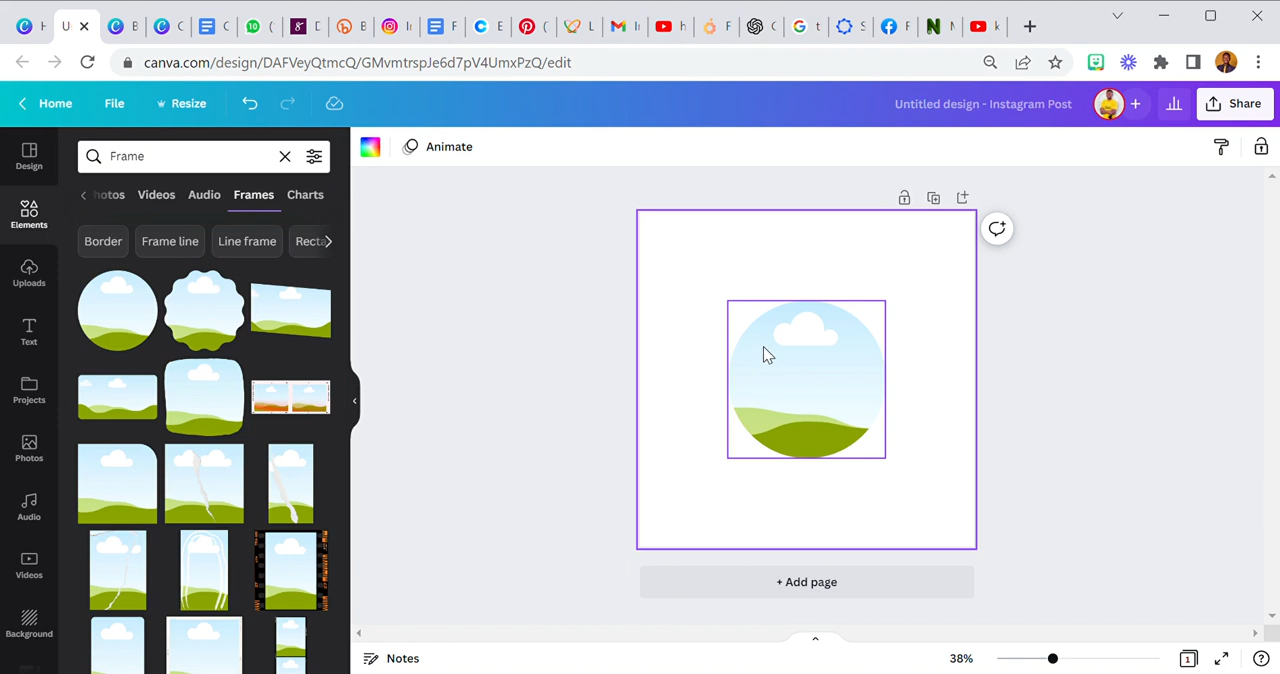 H
U
B
C
C
(
D
B
I
F
E
(
L
I
h
F
(
t
S
F
M
k
canva.com/design/DAFVeyQtmcQ/GMvmtrsple6d7pV4UmxPzQ/edit
Home
File
Resize
Untitled design - Instagram Post
Share
Design
Elements
Uploads
Text
Projects
Photos
Audio
Videos
Background
Frame
hotos
Videos
Audio
Frames
Charts
Border
Frame line
Line frame
Recta
Animate
+ Add page
Notes
38%
1